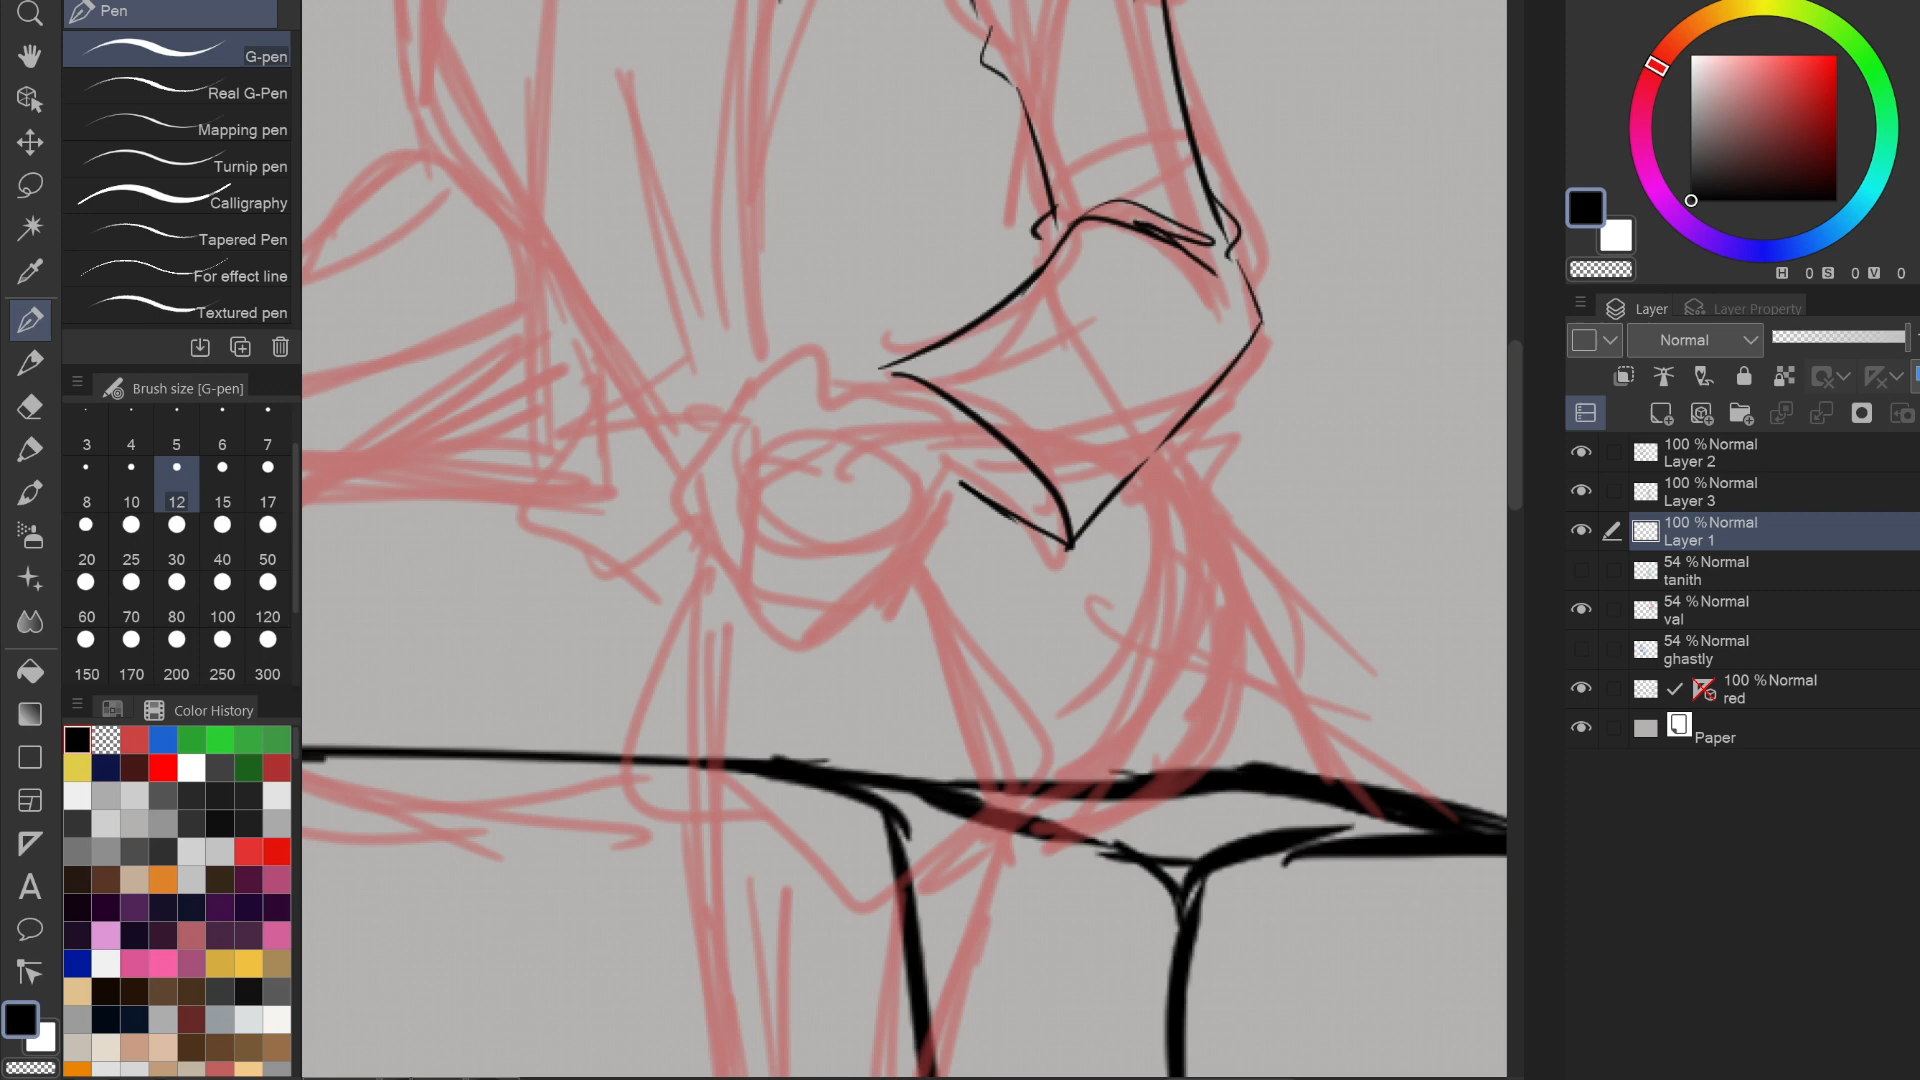 Pen
G-pen
Real G-Pen
Mapping pen
Turnip pen
Calligraphy
Tapered Pen
For effect line
Textured pen
Brush size [G-pen]
3 4 5 6 7
8 10 12 15 17
20 25 30 40 50
60 70 80 100 120
150 170 200 250 300
Color History
H 0 S 0 V 0
Layer Layer Property
Normal
100 % Normal
Layer 2
100 % Normal
Layer 3
100 % Normal
Layer 1
54 % Normal
tanith
54 % Normal
val
54 % Normal
ghastly
100 % Normal
red
Paper